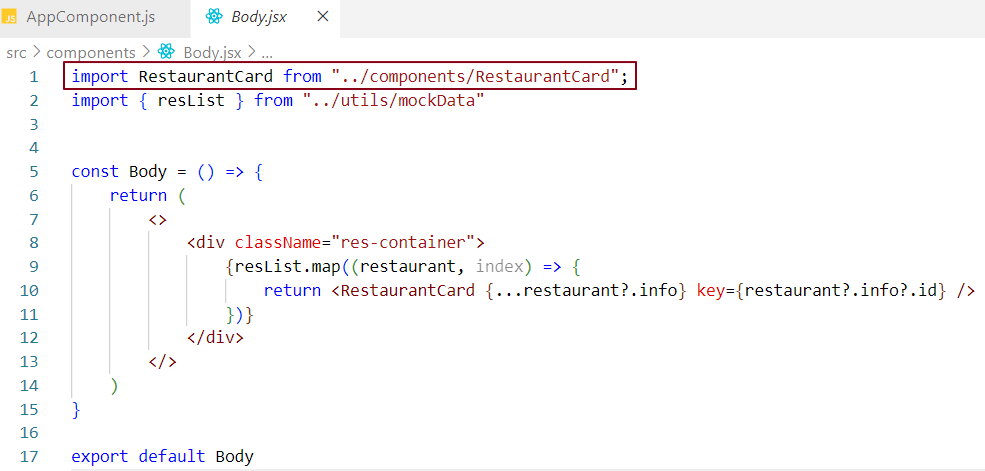 JS AppComponent.js Body.jsx
src > components > Body.jsx > ...
1 import RestaurantCard from "../components/RestaurantCard";
2 import { resList } from "../utils/mockData"
3
4
5 const Body = () => {
6     return (
7         <>
8             <div className="res-container">
9                 {resList.map((restaurant, index) => {
10                     return <RestaurantCard {...restaurant?.info} key={restaurant?.info?.id} />
11                 })}
12             </div>
13         </>
14     )
15 }
16
17 export default Body